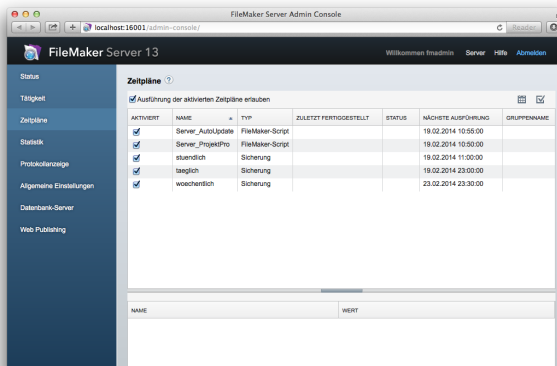 FileMaker Server Admin Console
localhost:16001/admin-console/
Reader
FileMaker Server 13
Willkommen fmadmin Server Hilfe Abmelden
Status
Tätigkeit
Zeitpläne
Statistik
Protokollanzeige
Allgemeine Einstellungen
Datenbank-Server
Web Publishing
Zeitpläne ?
Ausführung der aktivierten Zeitpläne erlauben
AKTIVIERT NAME TYP ZULETZT FERTIGGESTELLT STATUS NÄCHSTE AUSFÜHRUNG GRUPPENNAME
Server_AutoUpdate FileMaker-Script 19.02.2014 10:55:00
Server_ProjektPro FileMaker-Script 19.02.2014 10:50:00
stuendlich Sicherung 19.02.2014 11:00:00
taeglich Sicherung 19.02.2014 23:00:00
woechentlich Sicherung 23.02.2014 23:30:00
NAME WERT